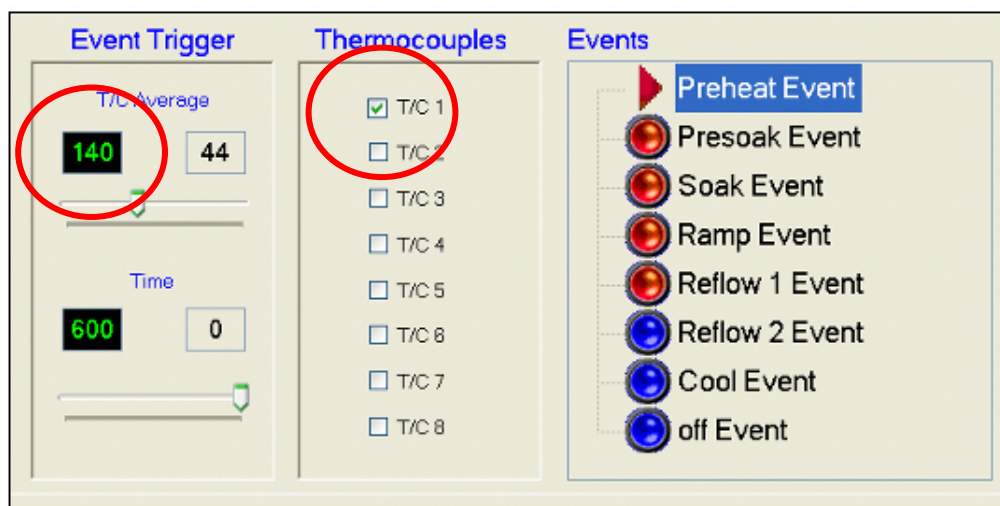 Event Trigger
T/C Average
140 44
Time
600 0
Thermocouples
T/C 1
T/C 2
T/C 3
T/C 4
T/C 5
T/C 6
T/C 7
T/C 8
Events
Preheat Event
Presoak Event
Soak Event
Ramp Event
Reflow 1 Event
Reflow 2 Event
Cool Event
off Event